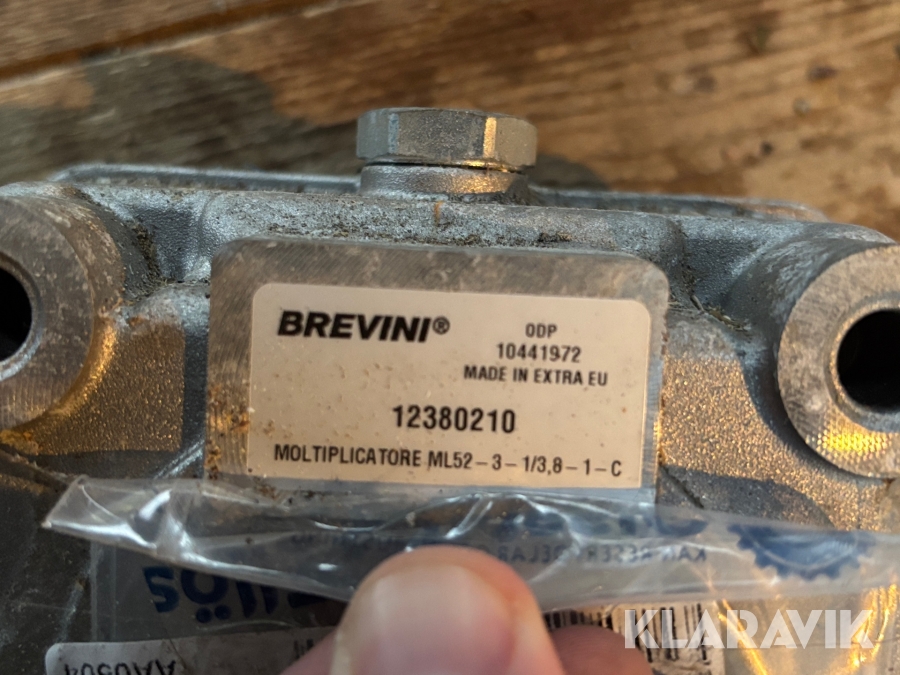 BREVINI®
ODP
10441972
MADE IN EXTRA EU
12380210
MOLTIPLICATORE ML52-3-1/3,8-1-C
KLARAVIK